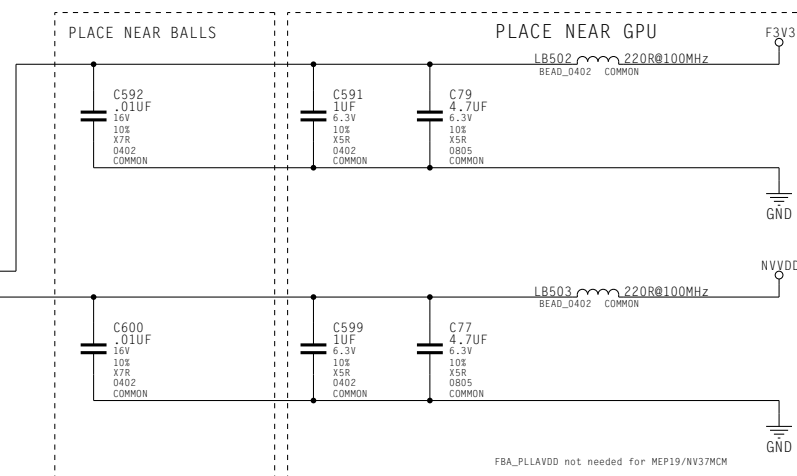 PLACE NEAR BALLS
PLACE NEAR GPU
F3V3
LB502 220R@100MHz
BEAD_0402 COMMON
C592
.01UF
16V
10%
X7R
0402
COMMON
C591
1UF
6.3V
10%
X5R
0402
COMMON
C79
4.7UF
6.3V
10%
X5R
0805
COMMON
GND
NVVDD
LB503 220R@100MHz
BEAD_0402 COMMON
C600
.01UF
16V
10%
X7R
0402
COMMON
C599
1UF
6.3V
10%
X5R
0402
COMMON
C77
4.7UF
6.3V
10%
X5R
0805
COMMON
GND
FBA_PLLAVDD not needed for MEP19/NV37MCM